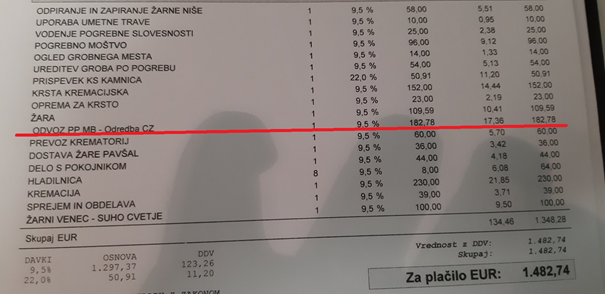 ODPIRANJE IN ZAPIRANJE ŽARNE NIŠE 1 9,5 % 58,00 5,51 58,00
UPORABA UMETNE TRAVE 1 9,5 % 10,00 0,95 10,00
VODENJE POGREBNE SLOVESNOSTI 1 9,5 % 25,00 2,38 25,00
POGREBNO MOŠTVO 1 9,5 % 96,00 9,12 96,00
OGLED GROBNEGA MESTA 1 9,5 % 14,00 1,33 14,00
UREDITEV GROBA PO POGREBU 1 9,5 % 54,00 5,13 54,00
PRISPEVEK KS KAMNICA 1 22,0 % 50,91 11,20 50,91
KRSTA KREMACIJSKA 1 9,5 % 152,00 14,44 152,00
OPREMA ZA KRSTO 1 9,5 % 23,00 2,19 23,00
ŽARA 1 9,5 % 109,59 10,41 109,59
ODVOZ PP MB - Odredba CZ 1 9,5 % 182,78 17,36 182,78
PREVOZ KREMATORIJ 1 9,5 % 60,00 5,70 60,00
DOSTAVA ŽARE PAVŠAL 1 9,5 % 36,00 3,42 36,00
DELO S POKOJNIKOM 1 9,5 % 44,00 4,18 44,00
HLADILNICA 8 9,5 % 8,00 6,08 64,00
KREMACIJA 1 9,5 % 230,00 21,85 230,00
SPREJEM IN OBDELAVA 1 9,5 % 39,00 3,71 39,00
ŽARNI VENEC - SUHO CVETJE 1 9,5 % 100,00 9,50 100,00
Skupaj EUR 134,46 1.348,28
DAVKI OSNOVA DDV Vrednost z DDV: 1.482,74
9,5% 1.297,37 123,26 Skupaj: 1.482,74
22,0% 50,91 11,20
Za plačilo EUR: 1.482,74